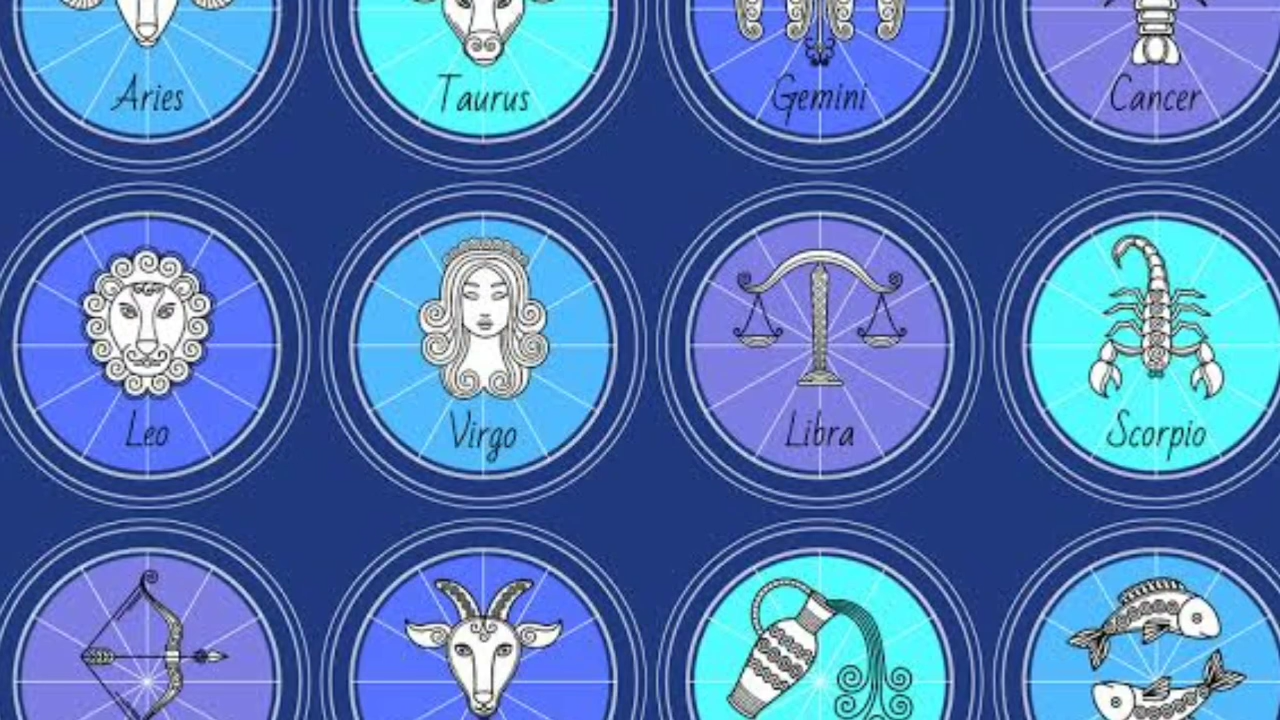 Aries
Taurus
Gemini
Cancer
Leo
Virgo
Libra
Scorpio